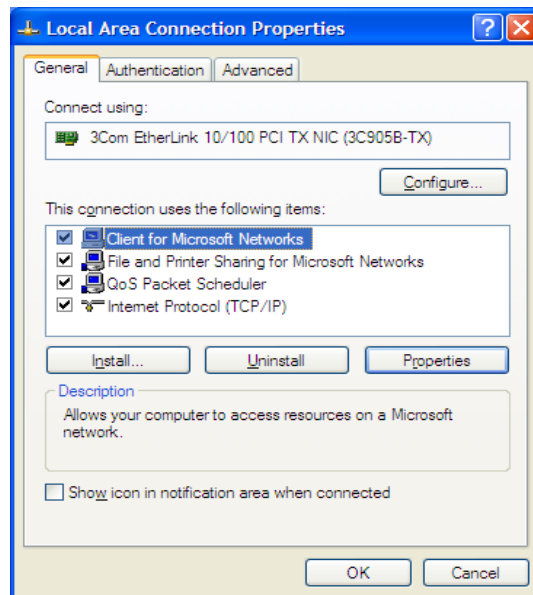 Local Area Connection Properties
General Authentication Advanced
Connect using:
3Com EtherLink 10/100 PCI TX NIC (3C905B-TX)
Configure...
This connection uses the following items:
Client for Microsoft Networks
File and Printer Sharing for Microsoft Networks
QoS Packet Scheduler
Internet Protocol (TCP/IP)
Install... Uninstall Properties
Description
Allows your computer to access resources on a Microsoft
network.
Show icon in notification area when connected
OK Cancel